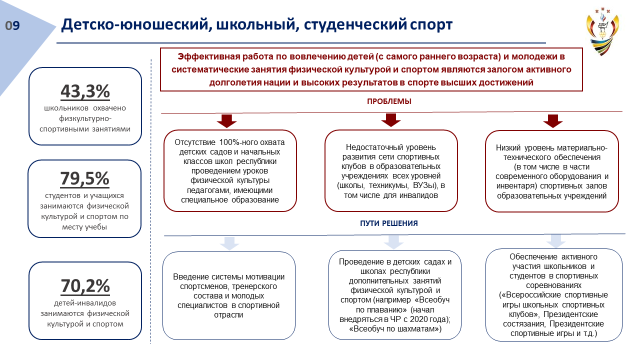 09
Детско-юношеский, школьный, студенческий спорт
43,3%
школьников охвачено
физкультурно-
спортивными занятиями
79,5%
студентов и учащихся
занимаются физической
культурой и спортом по
месту учебы
70,2%
детей-инвалидов
занимаются физической
культурой и спортом
Эффективная работа по вовлечению детей (с самого раннего возраста) и молодежи в
систематические занятия физической культурой и спортом являются залогом активного
долголетия нации и высоких результатов в спорте высших достижений
ПРОБЛЕМЫ
Отсутствие 100%-ного охвата
детских садов и начальных
классов школ республики
проведением уроков
физической культуры
педагогами, имеющими
специальное образование
Недостаточный уровень
развития сети спортивных
клубов в образовательных
учреждениях всех уровней
(школы, техникумы, ВУЗы), в
том числе для инвалидов
Низкий уровень материально-
технического обеспечения
(в том числе в части
современного оборудования и
инвентаря) спортивных залов
образовательных учреждений
ПУТИ РЕШЕНИЯ
Введение системы мотивации
спортсменов, тренерского
состава и молодых
специалистов в спортивной
отрасли
Проведение в детских садах и
школах республики
дополнительных занятий
физической культурой и
спортом (например «Всеобуч
по плаванию» (начал
внедряться в ЧР с 2020 года);
«Всеобуч по шахматам»)
Обеспечение активного
участия школьников и
студентов в спортивных
соревнованиях
(«Всероссийские спортивные
игры школьных спортивных
клубов», Президентские
состязания, Президентские
спортивные игры и т.д.)